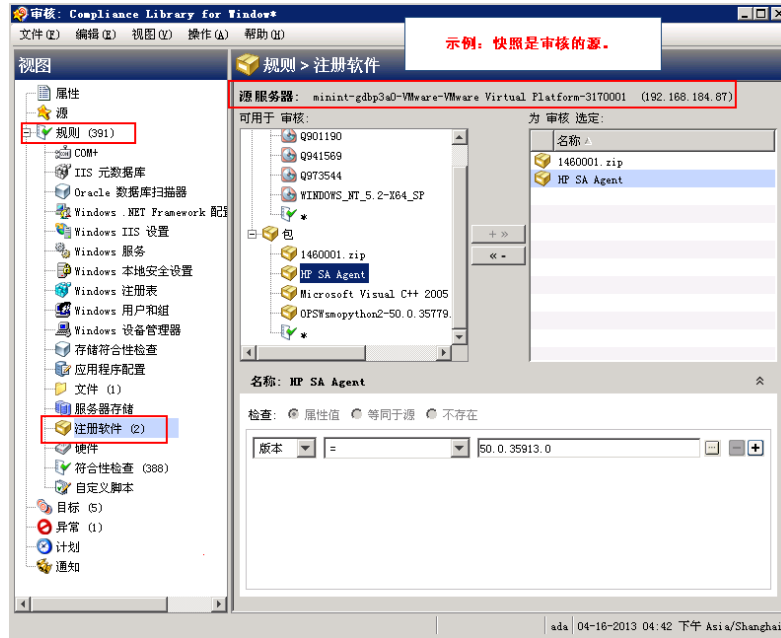 审核: Compliance Library for Window*
文件(F) 编辑(E) 视图(V) 操作(A) 帮助(H)
示例：快照是审核的源。
视图
属性
源
规则 (391)
COM+
IIS 元数据库
Oracle 数据库扫描器
Windows .NET Framework 配
Windows IIS 设置
Windows 服务
Windows 本地安全设置
Windows 注册表
Windows 用户和组
Windows 设备管理器
存储符合性检查
应用程序配置
文件 (1)
服务器存储
注册软件 (2)
硬件
符合性检查 (388)
自定义脚本
目标 (5)
异常 (1)
计划
通知
规则 > 注册软件
源服务器: minint-gdbp3a0-VMware-VMware Virtual Platform-3170001 (192.168.184.87)
可用于 审核:
Q901190
Q941569
Q973544
WINDOWS_NT_5.2-X64_SP
*
包
1460001.zip
HP SA Agent
Microsoft Visual C++ 2005
OPSWsmopython2-50.0.35779.
*
+ »
« -
为 审核 选定:
名称
1460001.zip
HP SA Agent
名称: HP SA Agent
检查: 属性值 等同于源 不存在
版本 = 50.0.35913.0
ada 04-16-2013 04:42 下午 Asia/Shanghai